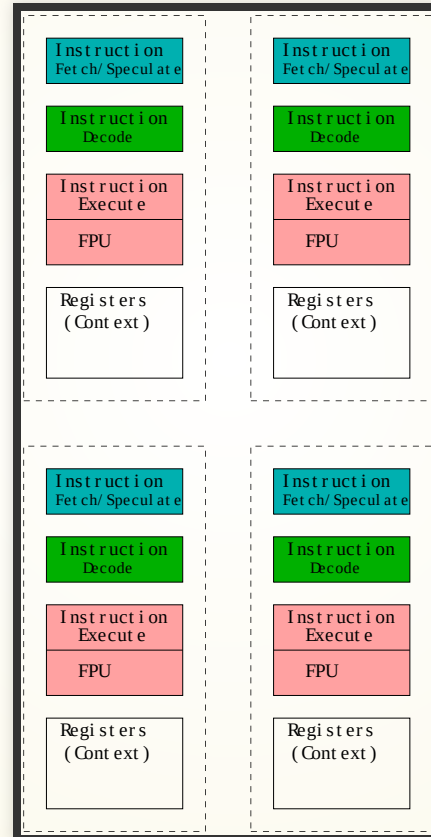 Instruction
Fetch/Speculate
Instruction
Decode
Instruction
Execute
FPU
Registers
(Context)
Instruction
Fetch/Speculate
Instruction
Decode
Instruction
Execute
FPU
Registers
(Context)
Instruction
Fetch/Speculate
Instruction
Decode
Instruction
Execute
FPU
Registers
(Context)
Instruction
Fetch/Speculate
Instruction
Decode
Instruction
Execute
FPU
Registers
(Context)